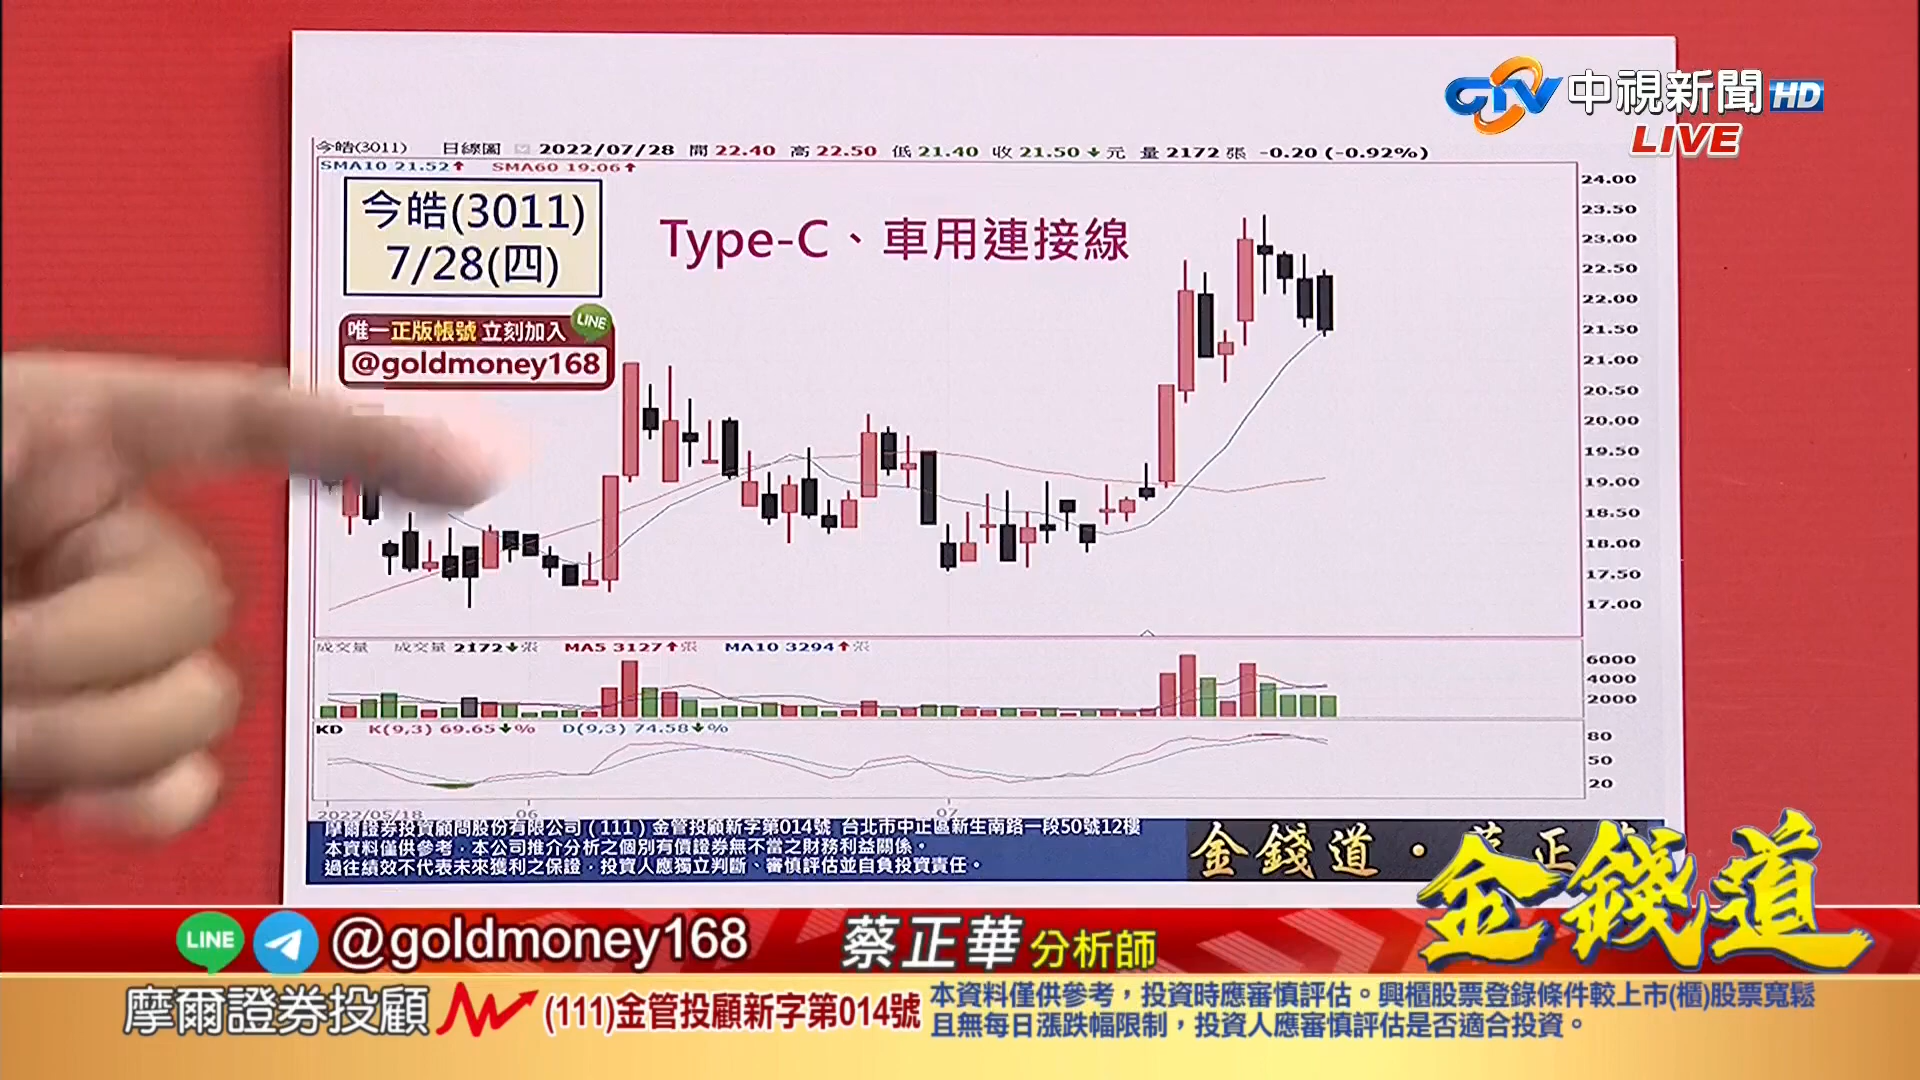 CTV 中視新聞 HD
LIVE
今皓(3011) 日線圖 2022/07/28 開 22.40 高 22.50 低 21.40 收 21.50↓元 量 2172 張 -0.20 (-0.92%)
SMA10 21.52↑ SMA60 19.06↑
今皓(3011)
7/28(四)
Type-C、車用連接線
唯一正版帳號 立刻加入 LINE
@goldmoney168
24.00
23.50
23.00
22.50
22.00
21.50
21.00
20.50
20.00
19.50
19.00
18.50
18.00
17.50
17.00
成交量 成交量 2172↓張 MA5 3127↑張 MA10 3294↑張
6000
4000
2000
KD K(9,3) 69.65↓% D(9,3) 74.58↓%
80
50
20
2022/05/18 06 07
摩爾證券投資顧問股份有限公司(111)金管投顧新字第014號 台北市中正區新生南路一段50號12樓
本資料僅供參考，本公司推介分析之個別有價證券無不當之財務利益關係。
過往績效不代表未來獲利之保證，投資人應獨立判斷、審慎評估並自負投資責任。
金錢道・蔡正
金錢道
LINE @goldmoney168 蔡正華 分析師
摩爾證券投顧 (111)金管投顧新字第014號
本資料僅供參考，投資時應審慎評估。興櫃股票登錄條件較上市(櫃)股票寬鬆
且無每日漲跌幅限制，投資人應審慎評估是否適合投資。